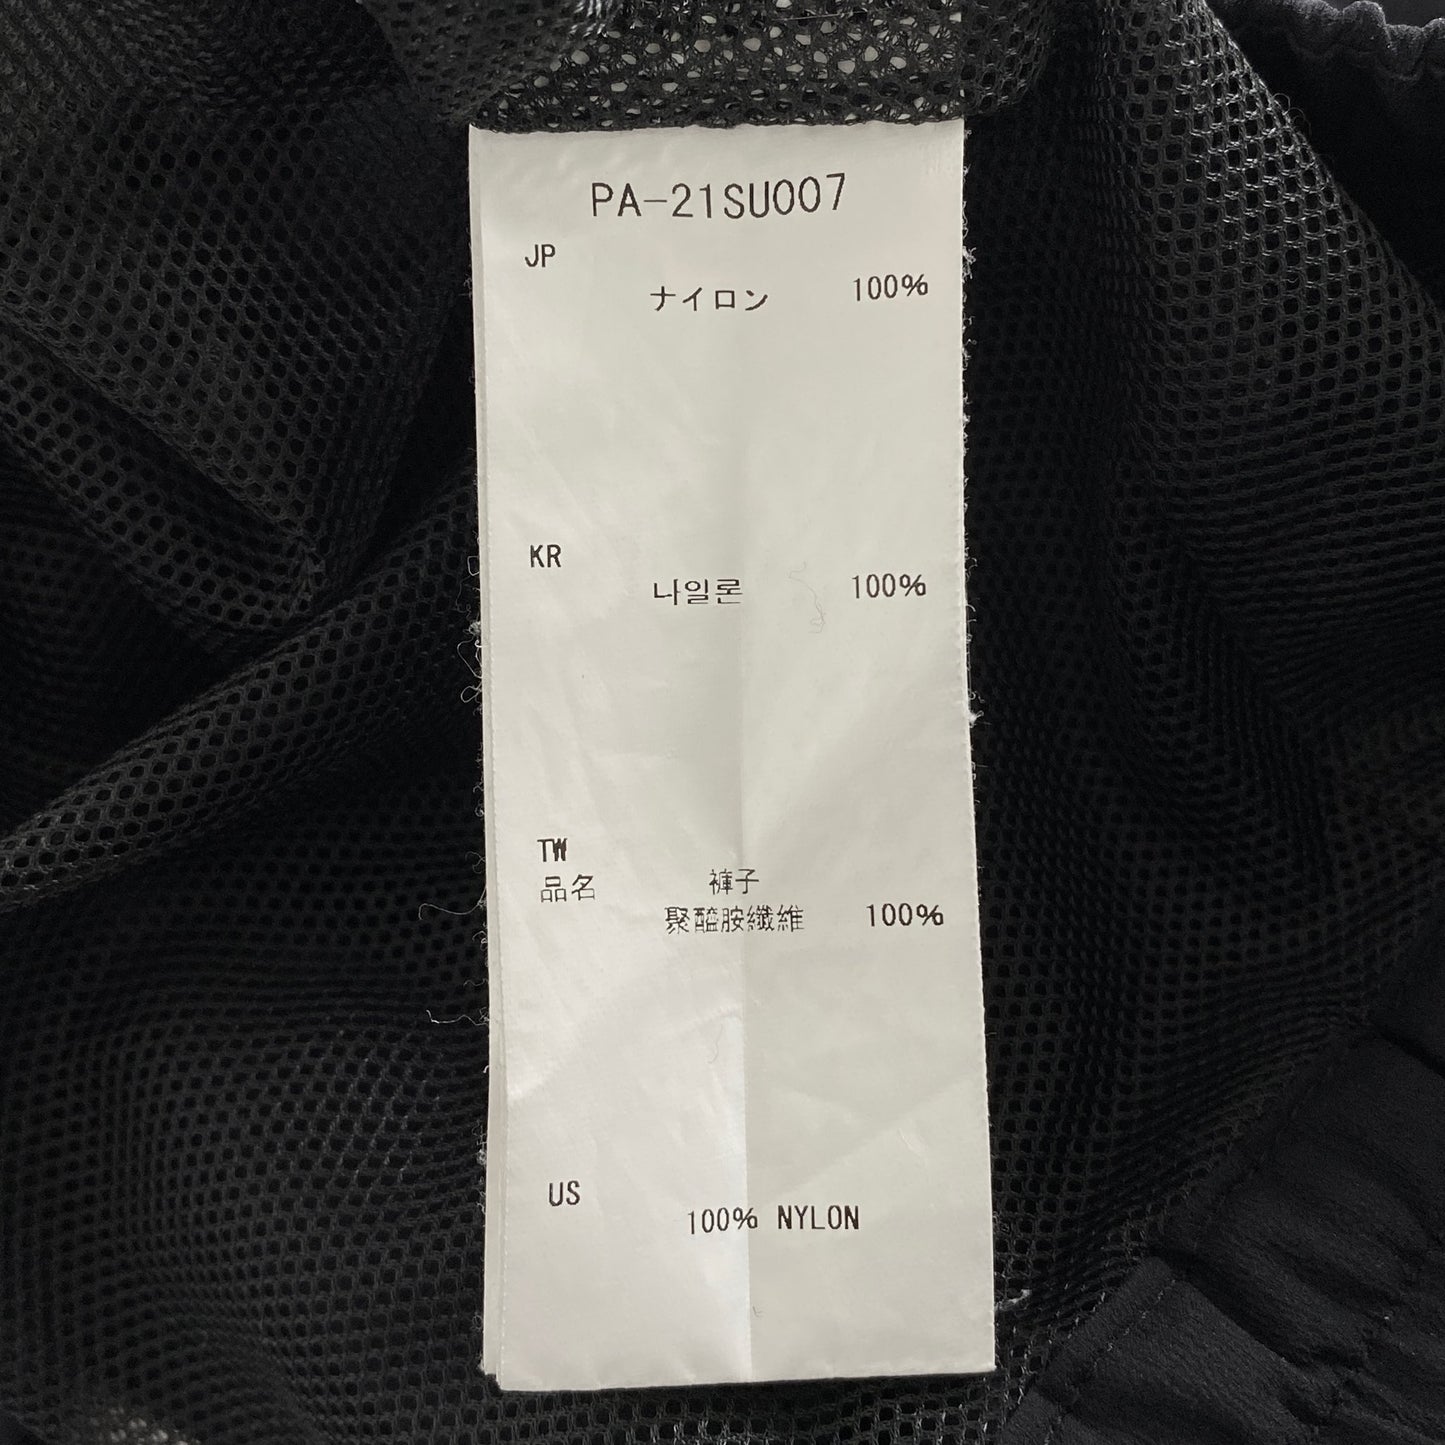 PA-21SU007
JP
ナイロン 100%
KR
나일론 100%
TW
品名 褲子
聚醯胺纖維 100%
US
100% NYLON